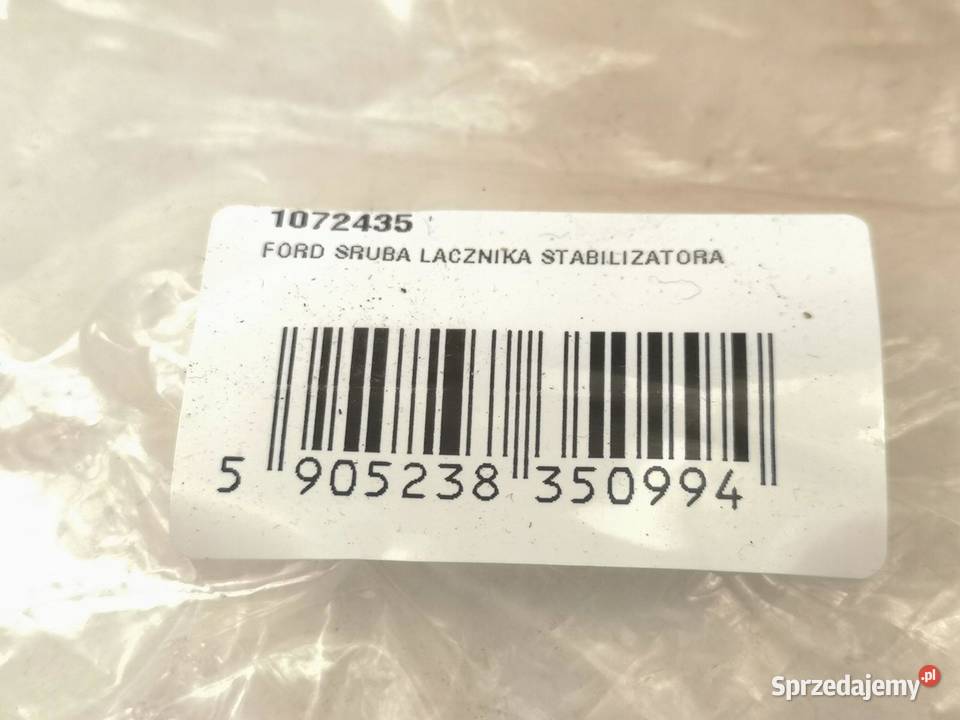 1072435
FORD SRUBA LACZNIKA STABILIZATORA
5 905238 350994
Sprzedajemy.pl